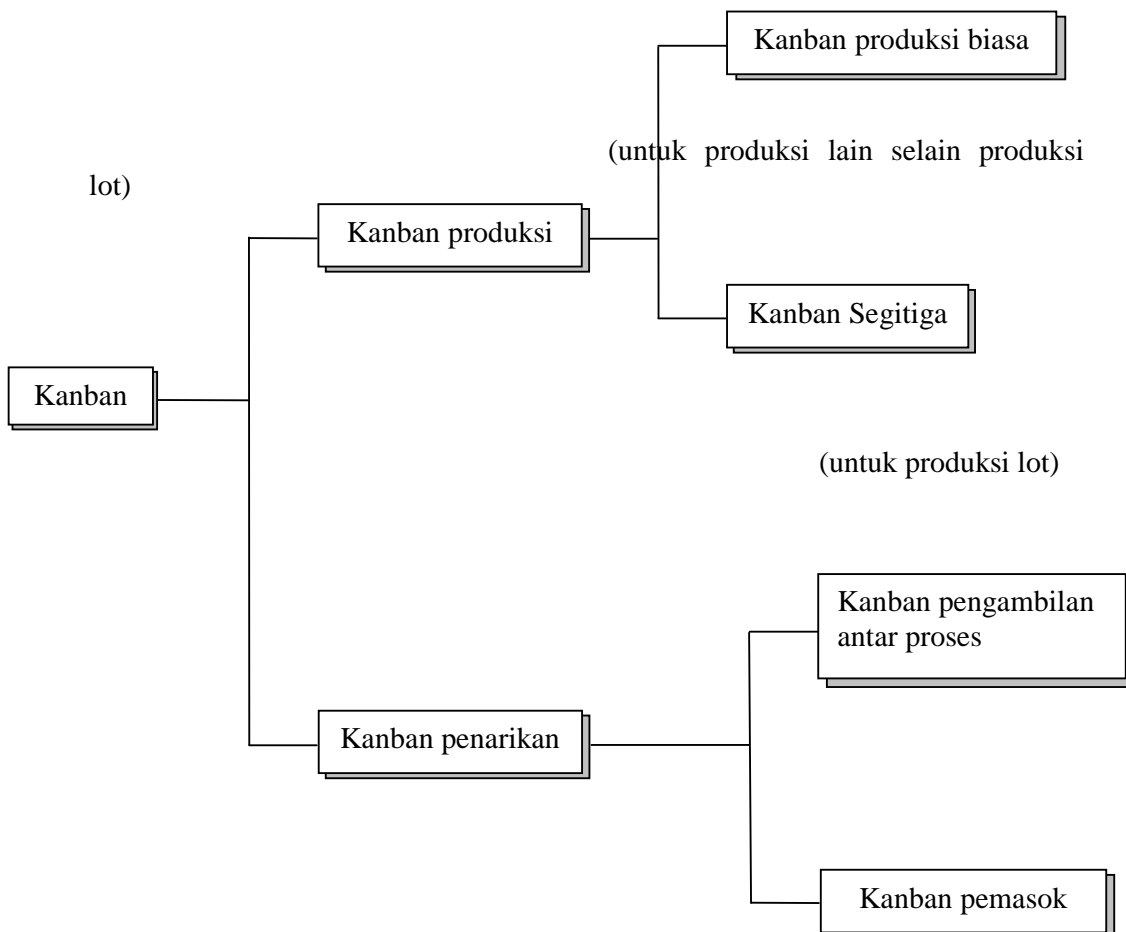 Kanban produksi biasa
(untuk produksi lain selain produksi
lot)
Kanban produksi
Kanban Segitiga
Kanban
(untuk produksi lot)
Kanban pengambilan
antar proses
Kanban penarikan
Kanban pemasok